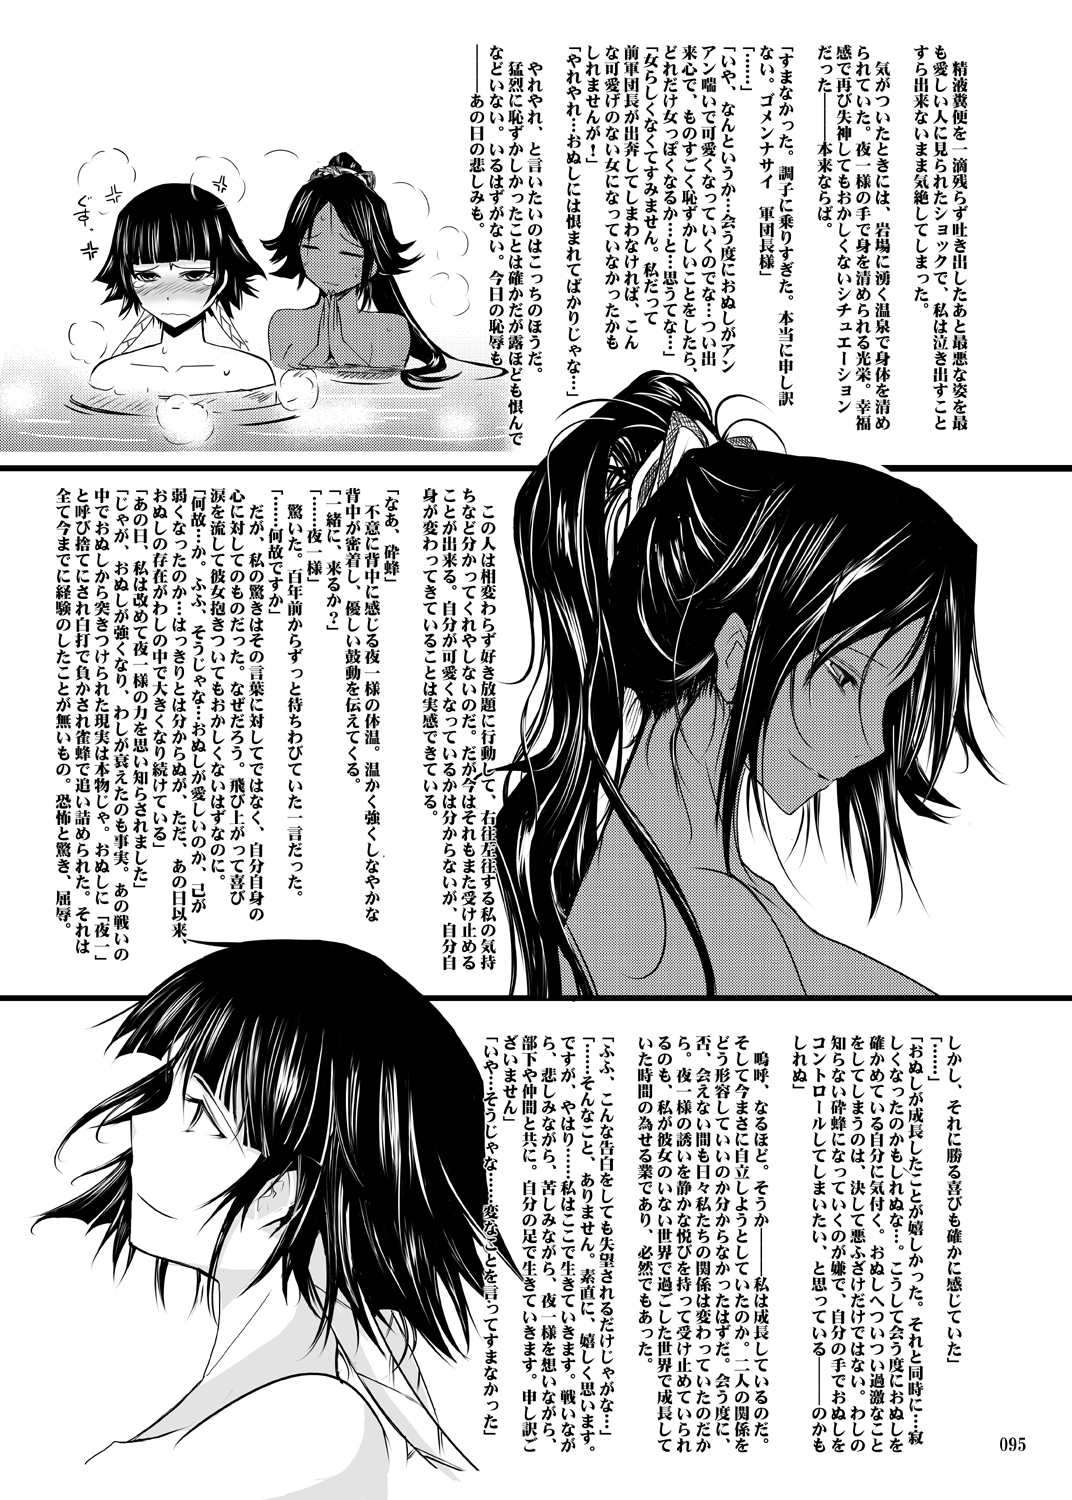 精液糞便を一滴残らず吐き出したあと最悪な姿を最
も愛しい人に見られたショックで、私は泣き出すこと
すら出来ないまま気絶してしまった。
　気がついたときには、岩場に湧く温泉で身体を清め
られていた。夜一様の手で身を清められる光栄。幸福
感で再び失神してもおかしくないシチュエーション
だった――本来ならば。
「すまなかった。調子に乗りすぎた。本当に申し訳
ない。ゴメンナサイ　軍団長様」
「……」
「いや、なんというか…会う度におぬしがアン
アン喘いで可愛くなっていくのでな…つい出
来心で、ものすごく恥ずかしいことをしたら、
どれだけ女っぽくなるか…と…思うてな…」
「女らしくなくてすみません。私だって
前軍団長が出奔してしまわなければ、こん
な可愛げのない女になっていなかったかも
しれませんが！」
「やれやれ…おぬしには恨まれてばかりじゃな…」
　やれやれ、と言いたいのはこっちのほうだ。
　猛烈に恥ずかしかったことは確かだが露ほども恨んで
などいない。いるはずがない。今日の恥辱も
――あの日の悲しみも。
ぐすっ
　この人は相変わらず好き放題に行動して、右往左往する私の気持
ちなど分かってくれやしないのだ。だが今はそれもまた受け止める
ことが出来る。自分が可愛くなっているかは分からないが、自分自
身が変わってきていることは実感できている。
「なあ、砕蜂」
　不意に背中に感じる夜一様の体温。温かく強くしなやかな
背中が密着し、優しい鼓動を伝えてくる。
「一緒に、来るか？」
「……夜一様」
　驚いた。百年前からずっと待ちわびていた一言だった。
「……何故ですか」
　だが、私の驚きはその言葉に対してではなく、自分自身の
心に対してのものだった。なぜだろう。飛び上がって喜び
涙を流して彼女抱きついてもおかしくないはずなのに。
「何故…か。ふふ、そうじゃな…おぬしが愛しいのか、己が
弱くなったのか…はっきりとは分からぬが、ただ、あの日以来、
おぬしの存在がわしの中で大きくなり続けている」
「あの日、私は改めて夜一様の力を思い知らされました」
「じゃが、おぬしが強くなり、わしが衰えたのも事実。あの戦いの
中でおぬしから突きつけられた現実は本物じゃ。おぬしに「夜一」
と呼び捨てにされ白打で負かされ雀蜂で追い詰められた。それは
全て今までに経験のしたことが無いもの。恐怖と驚き、屈辱。
しかし、それに勝る喜びも確かに感じていた」
「……」
「おぬしが成長したことが嬉しかった。それと同時に…寂
しくなったのかもしれぬな…。こうして会う度におぬしを
確かめている自分に気付く。おぬしへついつい過激なこと
をしてしまうのは、決して悪ふざけだけではない。わしの
知らない砕蜂になっていくのが嫌で、自分の手でおぬしを
コントロールしてしまいたい、と思っている――のかも
しれぬ」
　嗚呼、なるほど。そうか――私は成長しているのだ。
そして今まさに自立しようとしていたのか。二人の関係を
どう形容していいのか分からなかったはずだ。会う度に、
否、会えない間も日々私たちの関係は変わっていたのだか
ら。夜一様の誘いを静かな悦びを持って受け止めていられ
るのも、私が彼女のいない世界で過ごした世界で成長して
いた時間の為せる業であり、必然でもあった。
「ふふ、こんな告白をしても失望されるだけじゃがな…」
「……そんなこと、ありません。素直に、嬉しく思います。
ですが、やはり……私はここで生きていきます。戦いなが
ら、悲しみながら、苦しみながら、夜一様を想いながら、
部下や仲間と共に。自分の足で生きていきます。申し訳ご
ざいません」
「いや…そうじゃな……変なことを言ってすまなかった」
095